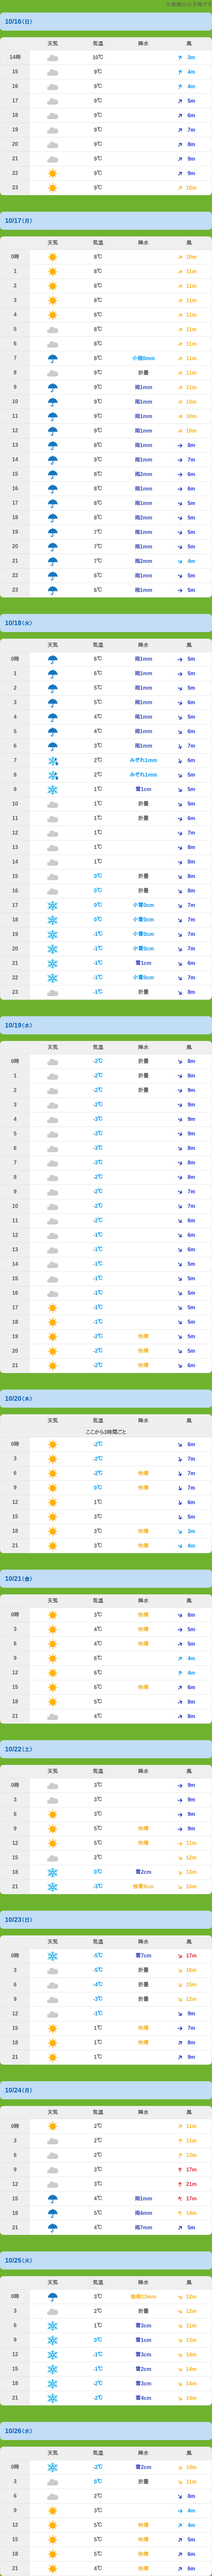 10/16(日)
天気 気温 降水 風
14時 10℃ 3m
15 9℃ 4m
16 9℃ 4m
17 9℃ 5m
18 9℃ 5m
19 9℃ 7m
20 9℃ 8m
21 9℃ 9m
22 9℃ 9m
23 9℃ 10m
10/17(月)
天気 気温 降水 風
0時 8℃ 10m
1 8℃ 11m
2 8℃ 11m
3 8℃ 11m
4 8℃ 11m
5 8℃ 11m
6 8℃ 11m
7 8℃ 小雨0mm 11m
8 9℃ 折曇 11m
9 9℃ 雨1mm 11m
10 9℃ 雨1mm 10m
11 9℃ 雨1mm 10m
12 9℃ 雨1mm 10m
13 8℃ 雨1mm 8m
14 9℃ 雨1mm 7m
15 8℃ 雨2mm 6m
16 8℃ 雨1mm 6m
17 8℃ 雨1mm 5m
18 8℃ 雨2mm 5m
19 7℃ 雨1mm 5m
20 7℃ 雨1mm 5m
21 7℃ 雨2mm 4m
22 6℃ 雨1mm 5m
23 6℃ 雨1mm 5m
10/18(火)
天気 気温 降水 風
0時 6℃ 雨1mm 5m
1 6℃ 雨1mm 5m
2 5℃ 雨1mm 5m
3 5℃ 雨1mm 6m
4 4℃ 雨1mm 5m
5 4℃ 雨1mm 6m
6 3℃ 雨1mm 7m
7 2℃ みぞれ1mm 6m
8 2℃ みぞれ1mm 5m
9 1℃ 雪1cm 5m
10 1℃ 折曇 5m
11 1℃ 折曇 6m
12 1℃ 7m
13 1℃ 8m
14 1℃ 8m
15 0℃ 折曇 8m
16 0℃ 折曇 8m
17 0℃ 小雪0cm 7m
18 0℃ 小雪0cm 7m
19 -1℃ 小雪0cm 7m
20 -1℃ 小雪0cm 7m
21 -1℃ 雪1cm 6m
22 -1℃ 小雪0cm 7m
23 -1℃ 折曇 8m
10/19(水)
天気 気温 降水 風
0時 -2℃ 折曇 8m
1 -2℃ 折曇 8m
2 -2℃ 折曇 9m
3 -2℃ 9m
4 -3℃ 9m
5 -3℃ 9m
6 -3℃ 8m
7 -3℃ 8m
8 -2℃ 8m
9 -2℃ 7m
10 -2℃ 7m
11 -2℃ 6m
12 -1℃ 6m
13 -1℃ 6m
14 -1℃ 5m
15 -1℃ 5m
16 -1℃ 5m
17 -1℃ 5m
18 -1℃ 5m
19 -2℃ 快晴 5m
20 -2℃ 快晴 5m
21 -2℃ 快晴 6m
10/20(木)
天気 気温 降水 風
ここから3時間ごと
0時 -2℃ 6m
3 -2℃ 7m
6 -2℃ 快晴 7m
9 0℃ 快晴 7m
12 1℃ 6m
15 3℃ 5m
18 3℃ 快晴 3m
21 3℃ 快晴 4m
10/21(金)
天気 気温 降水 風
0時 3℃ 快晴 6m
3 4℃ 快晴 5m
6 4℃ 快晴 5m
9 6℃ 4m
12 6℃ 4m
15 6℃ 快晴 6m
18 5℃ 8m
21 4℃ 8m
10/22(土)
天気 気温 降水 風
0時 3℃ 9m
3 3℃ 9m
6 3℃ 9m
9 5℃ 快晴 9m
12 5℃ 快晴 11m
15 2℃ 12m
18 0℃ 雪2cm 13m
21 -3℃ 強雪9cm 15m
10/23(日)
天気 気温 降水 風
0時 -5℃ 雪7cm 17m
3 -5℃ 折曇 16m
6 -4℃ 折曇 15m
9 -3℃ 折曇 12m
12 -1℃ 9m
15 1℃ 快晴 7m
18 1℃ 快晴 8m
21 1℃ 9m
10/24(月)
天気 気温 降水 風
0時 2℃ 11m
3 2℃ 11m
6 2℃ 13m
9 3℃ 17m
12 3℃ 21m
15 4℃ 雨1mm 17m
18 5℃ 雨4mm 14m
21 4℃ 雨7mm 5m
10/25(火)
天気 気温 降水 風
0時 3℃ 強雨13mm 12m
3 2℃ 折曇 12m
6 1℃ 雪3cm 11m
9 0℃ 雪1cm 13m
12 -1℃ 雪3cm 14m
15 -1℃ 雪2cm 14m
18 -2℃ 雪3cm 14m
21 -2℃ 雪4cm 14m
10/26(水)
天気 気温 降水 風
0時 -2℃ 雪2cm 14m
3 0℃ 折曇 11m
6 2℃ 8m
9 3℃ 4m
12 5℃ 快晴 4m
15 5℃ 快晴 5m
18 5℃ 快晴 6m
21 4℃ 快晴 6m